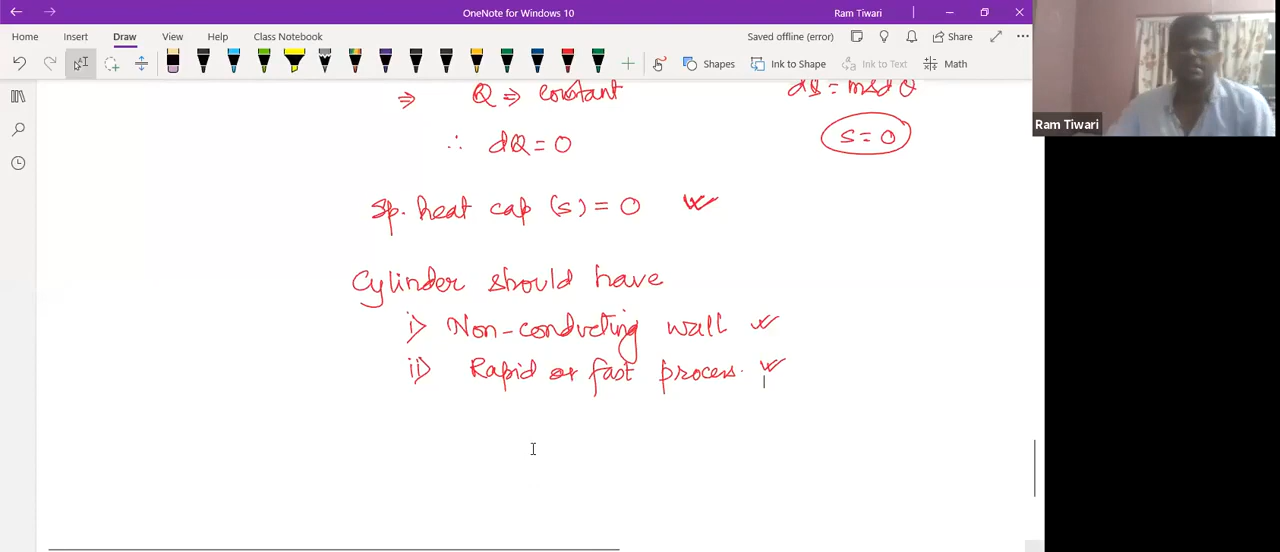 OneNote for Windows 10
Ram Tiwari
Home Insert Draw View Help Class Notebook
Saved offline (error) Share
Shapes Ink to Shape Ink to Text Math
Ram Tiwari
⇒ Q ⇒ constant
dQ = msdθ
∴ dQ = 0
s = 0
Sp. heat cap (s) = 0
Cylinder should have
i> Non-conducting wall
ii> Rapid or fast process.